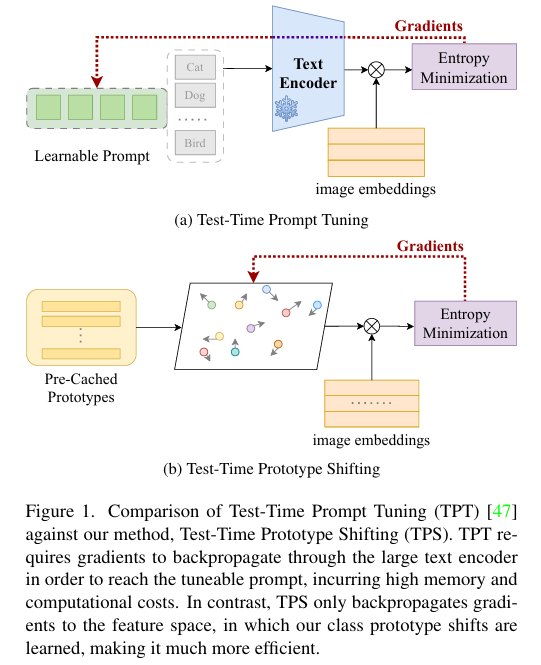 Gradients
Text
Encoder
Entropy
Minimization
Cat
Dog
.....
Bird
Learnable Prompt
image embeddings
(a) Test-Time Prompt Tuning
Gradients
Entropy
Minimization
Pre-Cached
Prototypes
image embeddings
(b) Test-Time Prototype Shifting
Figure 1. Comparison of Test-Time Prompt Tuning (TPT) [47]
against our method, Test-Time Prototype Shifting (TPS). TPT re-
quires gradients to backpropagate through the large text encoder
in order to reach the tuneable prompt, incurring high memory and
computational costs. In contrast, TPS only backpropagates gradi-
ents to the feature space, in which our class prototype shifts are
learned, making it much more efficient.